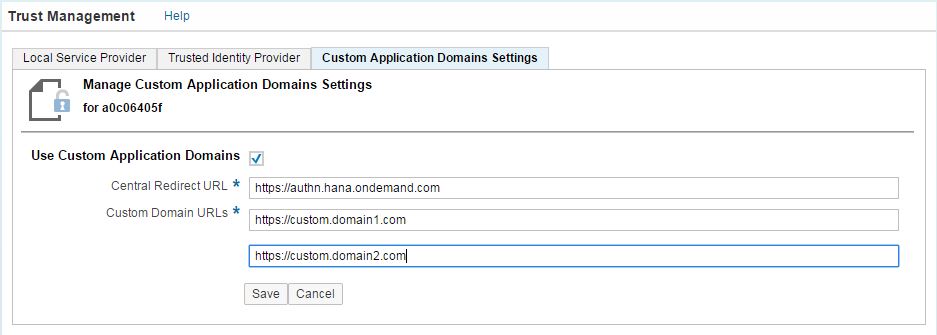 Trust Management Help
Local Service Provider Trusted Identity Provider Custom Application Domains Settings
Manage Custom Application Domains Settings
for a0c06405f
Use Custom Application Domains
Central Redirect URL * https://authn.hana.ondemand.com
Custom Domain URLs * https://custom.domain1.com
https://custom.domain2.com
Save Cancel